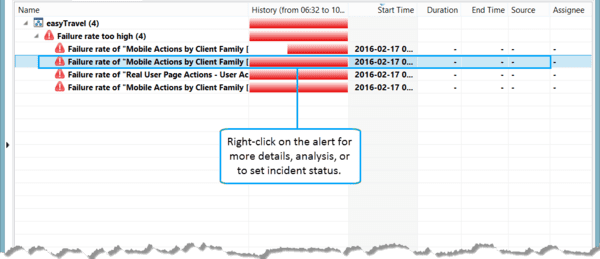 Name History (from 06:32 to 10... Start Time Duration End Time Source Assignee
easyTravel (4)
Failure rate too high (4)
Failure rate of "Mobile Actions by Client Family [ 2016-02-17 0... - - - -
Failure rate of "Mobile Actions by Client Family [ 2016-02-17 0... - - - -
Failure rate of "Real User Page Actions - User Ac 2016-02-17 0... - - - -
Failure rate of "Mobile Actions by Client Family [ 2016-02-17 0... - - - -
Right-click on the alert for
more details, analysis, or
to set incident status.